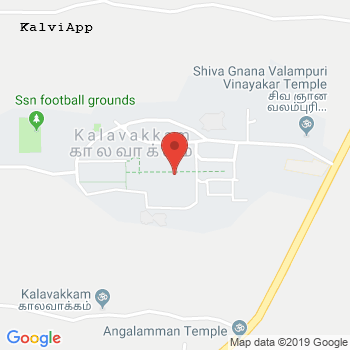 KalviApp
Shiva Gnana Valampuri
Vinayakar Temple
சிவ ஞான
வலம்புரி...
Ssn football grounds
Kalavakkam
காலவாக்கம்
Kalavakkam
காலவாக்கம்
Angalamman Temple
Google
Map data ©2019 Google